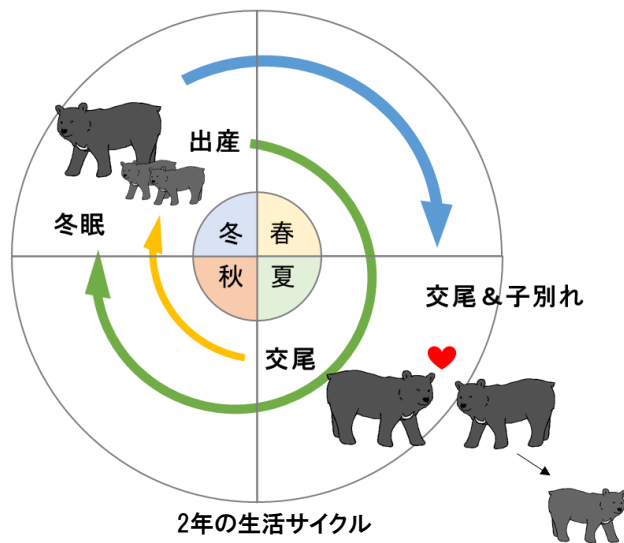 出産
冬眠
冬
春
秋
夏
交尾＆子別れ
交尾
2年の生活サイクル